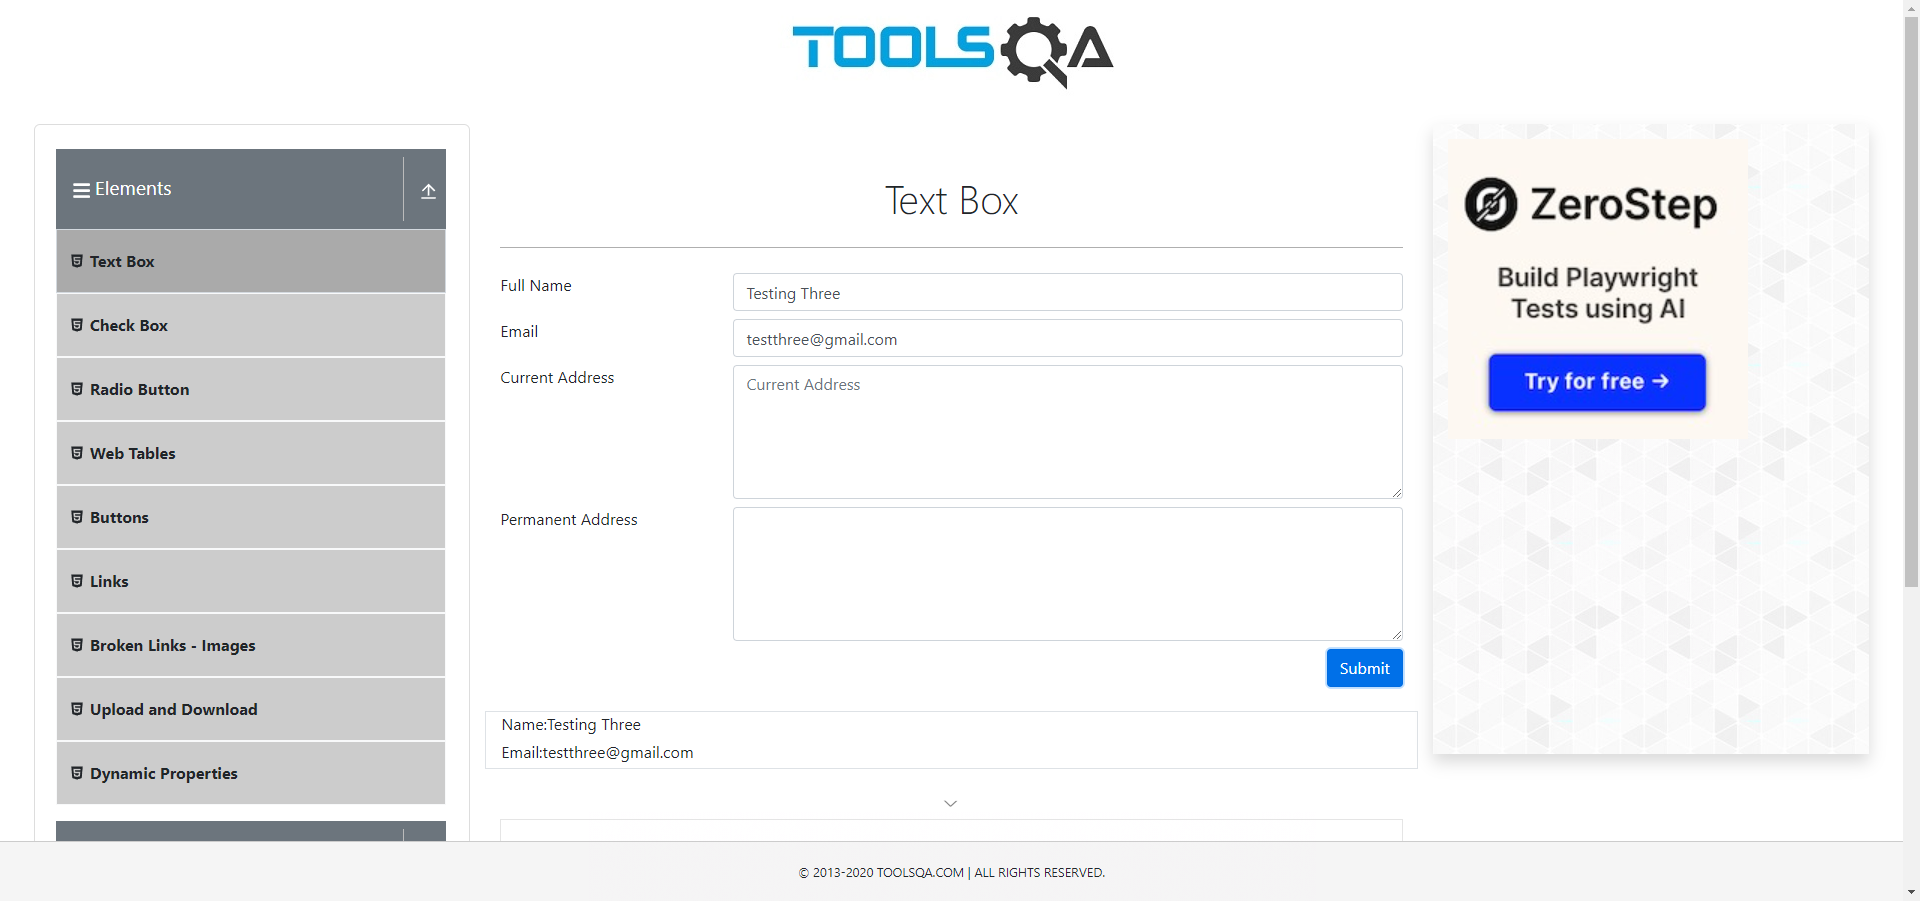 TOOLSQA
Elements
Text Box
Check Box
Radio Button
Web Tables
Buttons
Links
Broken Links - Images
Upload and Download
Dynamic Properties
Text Box
Full Name
Testing Three
Email
testthree@gmail.com
Current Address
Current Address
Permanent Address
Submit
Name:Testing Three
Email:testthree@gmail.com
ZeroStep
Build Playwright
Tests using AI
Try for free →
© 2013-2020 TOOLSQA.COM | ALL RIGHTS RESERVED.